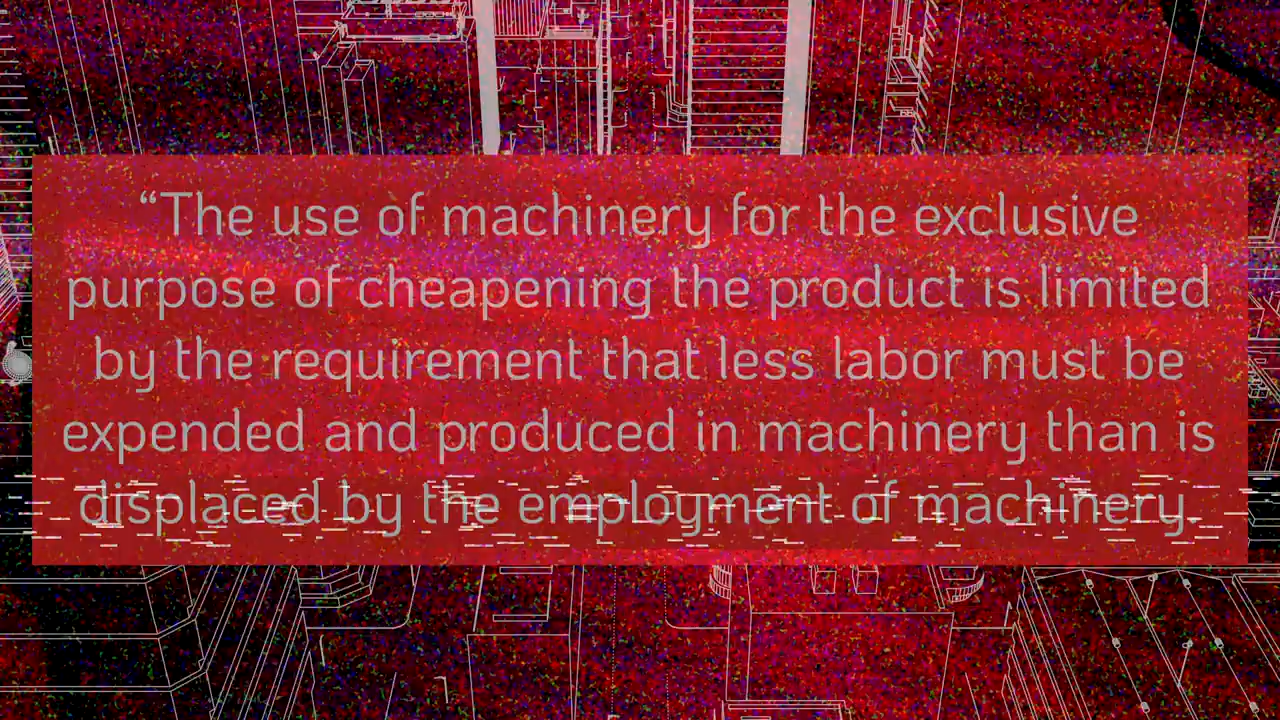 “The use of machinery for the exclusive
purpose of cheapening the product is limited
by the requirement that less labor must be
expended and produced in machinery than is
displaced by the employment of machinery.